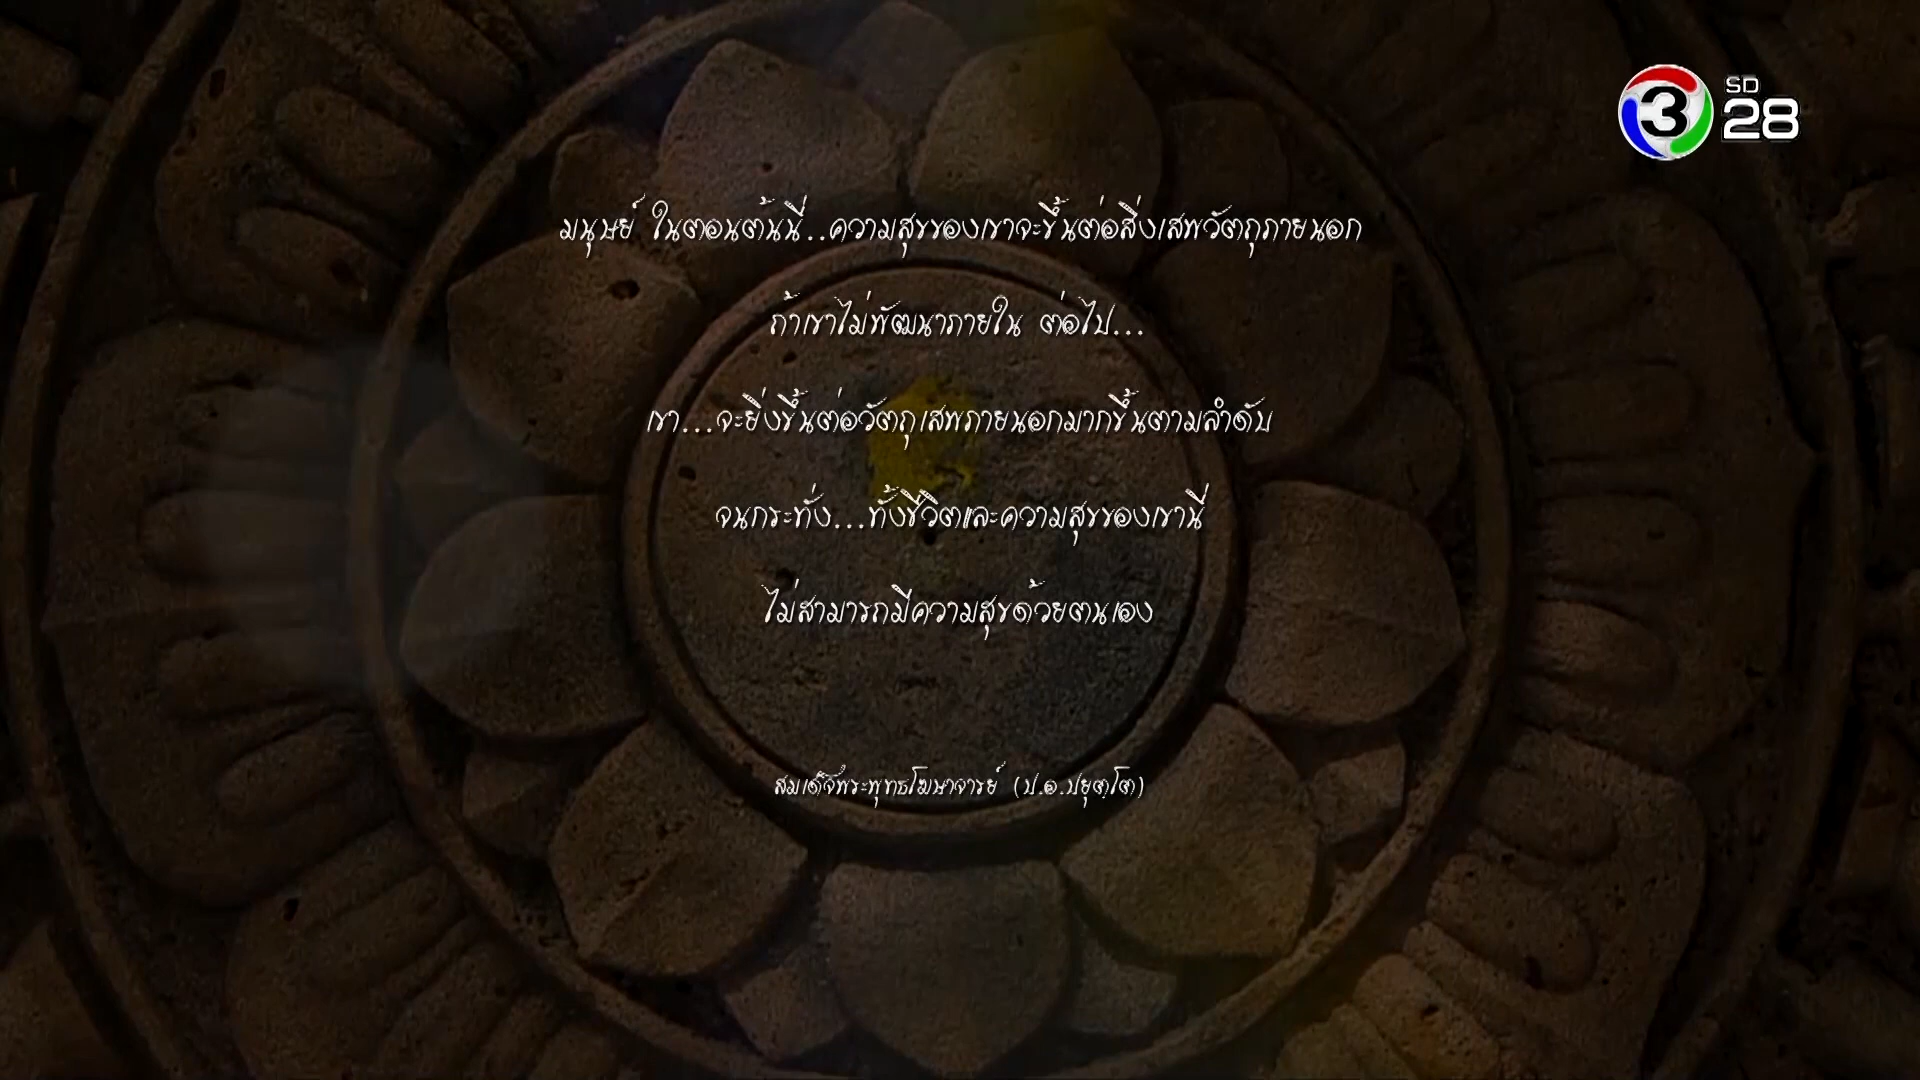 3 SD 28
มนุษย์ ในตอนต้นนี่..ความสุขของเขาจะขึ้นต่อสิ่งเสพวัตถุภายนอก
ถ้าเขาไม่พัฒนาภายใน ต่อไป...
เขา...จะยิ่งขึ้นต่อวัตถุเสพภายนอกมากขึ้นตามลำดับ
จนกระทั่ง...ทั้งชีวิตและความสุขของเขานี่
ไม่สามารถมีความสุขด้วยตนเอง
สมเด็จพระพุทธโฆษาจารย์ (ป.อ.ปยุตฺโต)